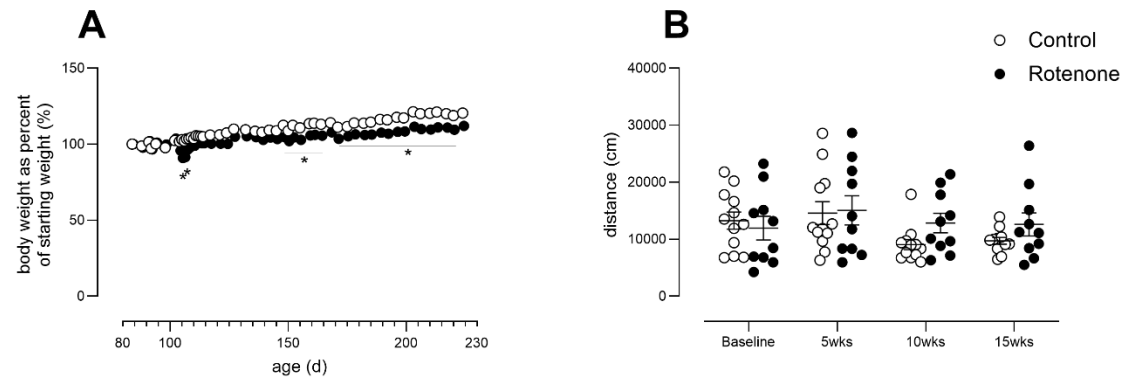 A
body weight as percent
of starting weight (%)
150
100
50
0
*
*
*
*
80
100
150
200
230
age (d)
B
Control
Rotenone
distance (cm)
40000
30000
20000
10000
0
Baseline
5wks
10wks
15wks